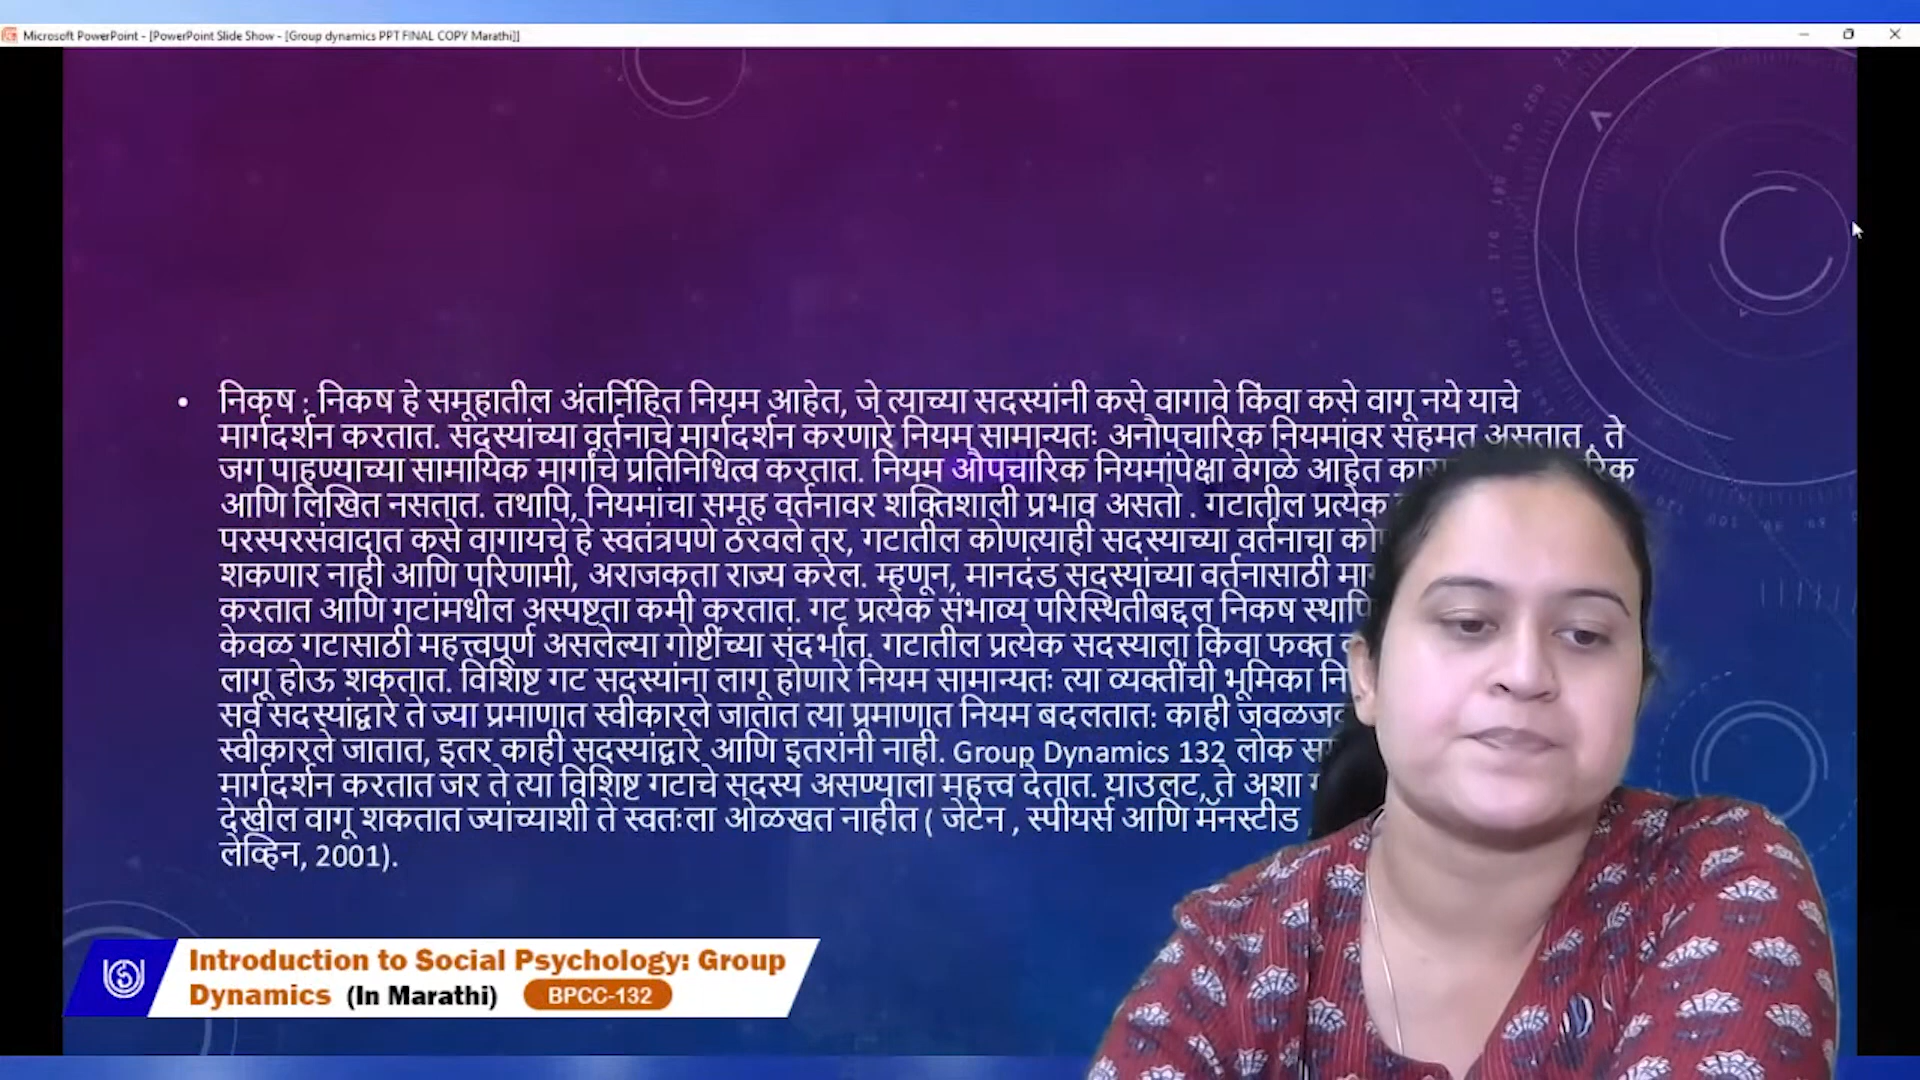 Microsoft PowerPoint - [PowerPoint Slide Show - [Group dynamics PPT FINAL COPY Marathi]]
• निकष : निकष हे समूहातील अंतर्निहित नियम आहेत, जे त्याच्या सदस्यांनी कसे वागावे किंवा कसे वागू नये याचे
मार्गदर्शन करतात. सदस्यांच्या वर्तनाचे मार्गदर्शन करणारे नियम सामान्यतः अनौपचारिक नियमांवर सहमत असतात . ते
जग पाहण्याच्या सामायिक मार्गांचे प्रतिनिधित्व करतात. नियम औपचारिक नियमांपेक्षा वेगळे आहेत
आणि लिखित नसतात. तथापि, नियमांचा समूह वर्तनावर शक्तिशाली प्रभाव असतो . गटातील प्रत्येक
परस्परसंवादात कसे वागायचे हे स्वतंत्रपणे ठरवले तर, गटातील कोणत्याही सदस्याच्या वर्तनाचा
शकणार नाही आणि परिणामी, अराजकता राज्य करेल. म्हणून, मानदंड सदस्यांच्या वर्तनासाठी
करतात आणि गटांमधील अस्पष्टता कमी करतात. गट प्रत्येक संभाव्य परिस्थितीबद्दल निकष
केवळ गटासाठी महत्त्वपूर्ण असलेल्या गोष्टींच्या संदर्भात. गटातील प्रत्येक सदस्याला किंवा फक्त
लागू होऊ शकतात. विशिष्ट गट सदस्यांना लागू होणारे नियम सामान्यतः त्या व्यक्तींची भूमिका
सर्व सदस्यांद्वारे ते ज्या प्रमाणात स्वीकारले जातात त्या प्रमाणात नियम बदलतात: काही
स्वीकारले जातात, इतर काही सदस्यांद्वारे आणि इतरांनी नाही. Group Dynamics 132 लोक
मार्गदर्शन करतात जर ते त्या विशिष्ट गटाचे सदस्य असण्याला महत्त्व देतात. याउलट, ते अशा
देखील वागू शकतात ज्यांच्याशी ते स्वतःला ओळखत नाहीत ( जेटेन , स्पीयर्स आणि मॅनस्टीड
लेव्हिन, 2001).
Introduction to Social Psychology: Group
Dynamics (In Marathi) BPCC-132